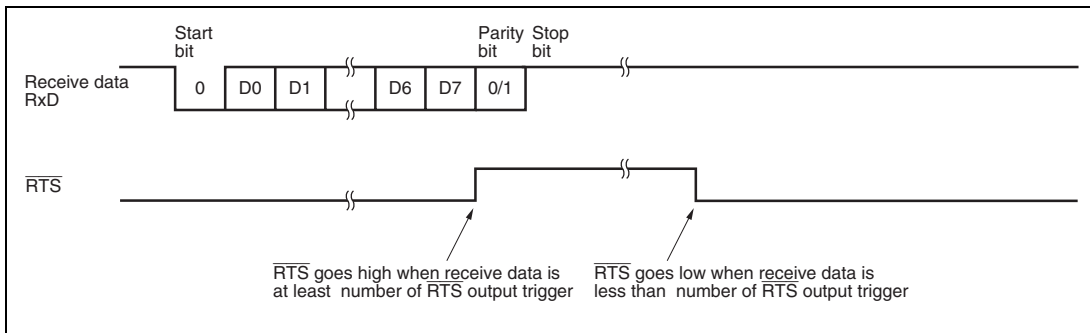 Start bit
Parity bit
Stop bit
Receive data RxD
0 D0 D1 D6 D7 0/1
RTS
RTS goes high when receive data is
at least number of RTS output trigger
RTS goes low when receive data is
less than number of RTS output trigger